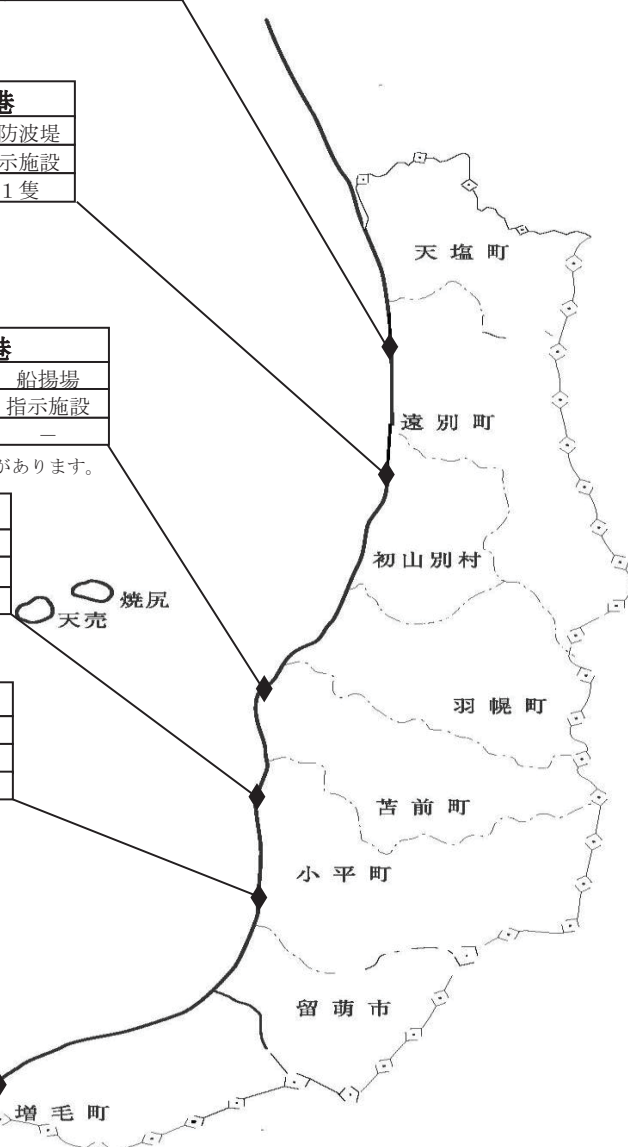 巷
防波堤
示施設
1隻
巷
船揚場
指示施設
－
があります。
天塩町
遠別町
初山別村
焼尻
天売
羽幌町
苫前町
小平町
留萌市
増毛町